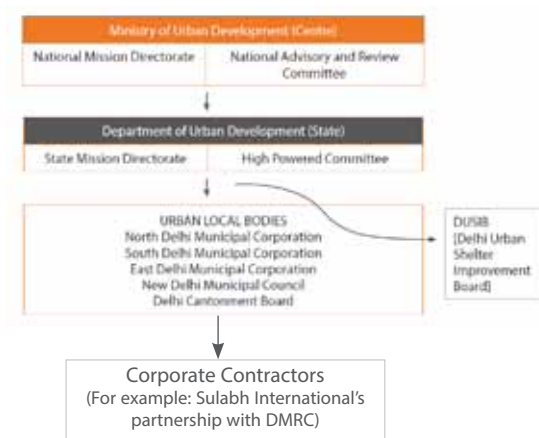 Ministry of Urban Development (Centre)
National Mission Directorate
National Advisory and Review
Committee
Department of Urban Development (State)
State Mission Directorate
High Powered Committee
URBAN LOCAL BODIES
North Delhi Municipal Corporation
South Delhi Municipal Corporation
East Delhi Municipal Corporation
New Delhi Municipal Council
Delhi Cantonment Board
DUSIB
(Delhi Urban
Shelter
Improvement
Board)
Corporate Contractors
(For example: Sulabh International’s
partnership with DMRC)